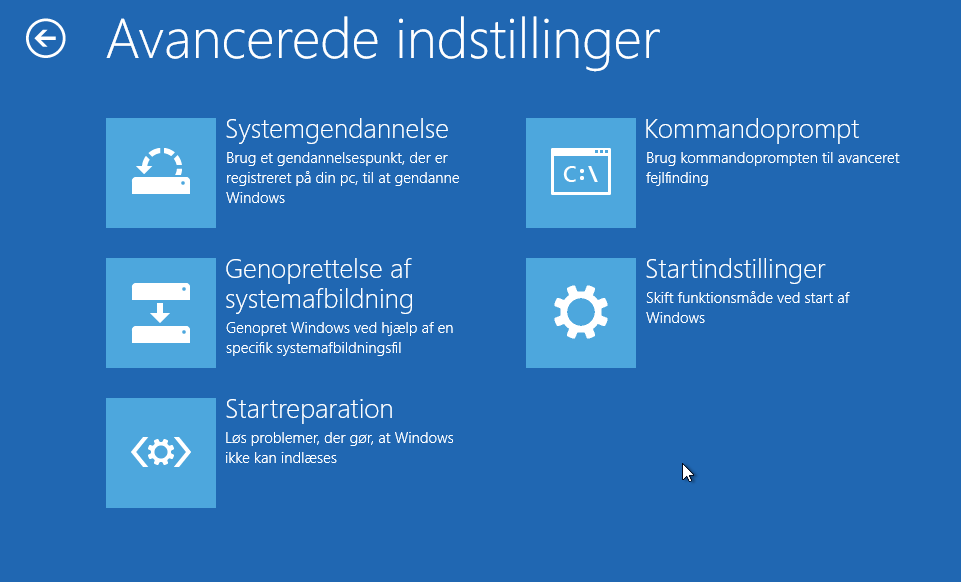 Avancerede indstillinger
Systemgendannelse
Brug et gendannelsespunkt, der er
registreret på din pc, til at gendanne
Windows
Genoprettelse af
systemafbildning
Genopret Windows ved hjælp af en
specifik systemafbildningsfil
Startreparation
Løs problemer, der gør, at Windows
ikke kan indlæses
Kommandoprompt
Brug kommandoprompten til avanceret
fejlfinding
C:\
Startindstillinger
Skift funktionsmåde ved start af
Windows